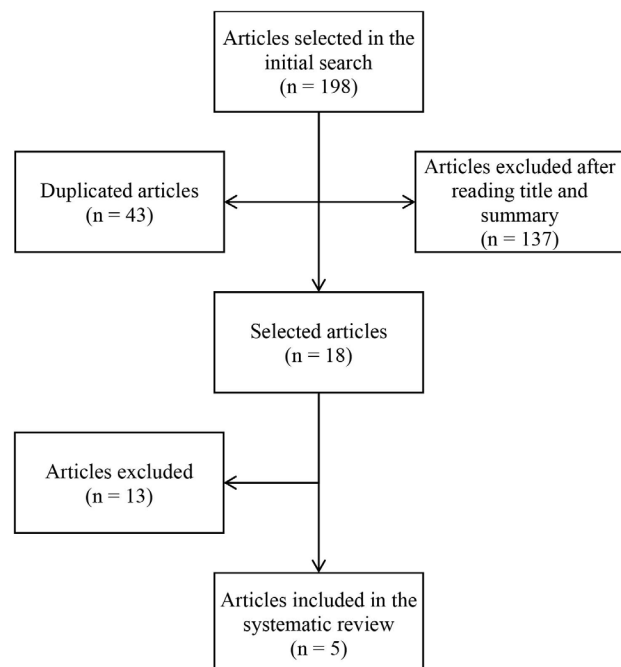 Articles selected in the
initial search
(n = 198)
Duplicated articles
(n = 43)
Articles excluded after
reading title and
summary
(n = 137)
Selected articles
(n = 18)
Articles excluded
(n = 13)
Articles included in the
systematic review
(n = 5)